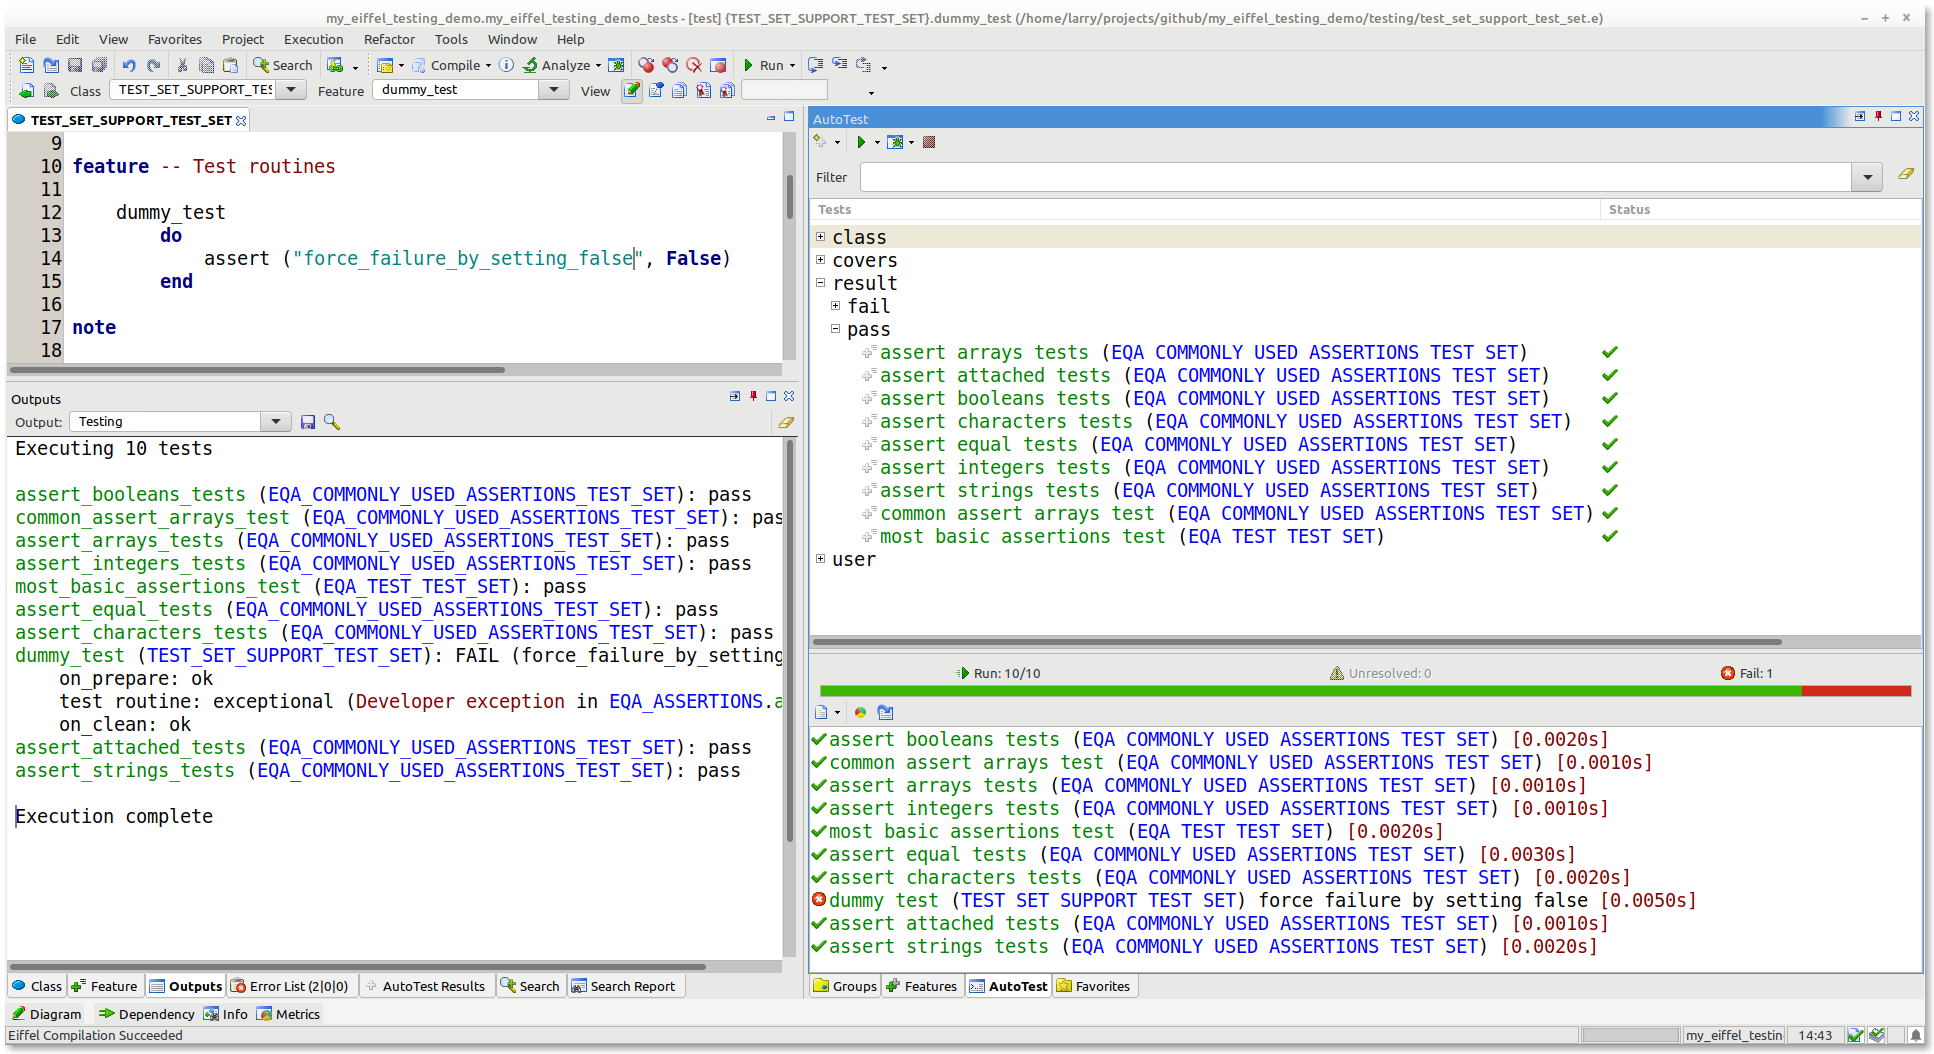 my_eiffel_testing_demo.my_eiffel_testing_demo_tests - [test] {TEST_SET_SUPPORT_TEST_SET}.dummy_test (/home/larry/projects/github/my_eiffel_testing_demo/testing/test_set_support_test_set.e)
File Edit View Favorites Project Execution Refactor Tools Window Help
Search Compile Analyze Run
Class TEST_SET_SUPPORT_TES Feature dummy_test View
TEST_SET_SUPPORT_TEST_SET
9
10 feature -- Test routines
11
12 dummy_test
13 do
14 assert ("force_failure_by_setting_false", False)
15 end
16
17 note
18
Outputs
Output: Testing
Executing 10 tests
assert_booleans_tests (EQA_COMMONLY_USED_ASSERTIONS_TEST_SET): pass
common_assert_arrays_test (EQA_COMMONLY_USED_ASSERTIONS_TEST_SET): pas
assert_arrays_tests (EQA_COMMONLY_USED_ASSERTIONS_TEST_SET): pass
assert_integers_tests (EQA_COMMONLY_USED_ASSERTIONS_TEST_SET): pass
most_basic_assertions_test (EQA_TEST_TEST_SET): pass
assert_equal_tests (EQA_COMMONLY_USED_ASSERTIONS_TEST_SET): pass
assert_characters_tests (EQA_COMMONLY_USED_ASSERTIONS_TEST_SET): pass
dummy_test (TEST_SET_SUPPORT_TEST_SET): FAIL (force_failure_by_setting
on_prepare: ok
test routine: exceptional (Developer exception in EQA_ASSERTIONS.a
on_clean: ok
assert_attached_tests (EQA_COMMONLY_USED_ASSERTIONS_TEST_SET): pass
assert_strings_tests (EQA_COMMONLY_USED_ASSERTIONS_TEST_SET): pass
Execution complete
Class Feature Outputs Error List (2|0|0) AutoTest Results Search Search Report
AutoTest
Filter
Tests Status
class
covers
result
fail
pass
assert arrays tests (EQA COMMONLY USED ASSERTIONS TEST SET)
assert attached tests (EQA COMMONLY USED ASSERTIONS TEST SET)
assert booleans tests (EQA COMMONLY USED ASSERTIONS TEST SET)
assert characters tests (EQA COMMONLY USED ASSERTIONS TEST SET)
assert equal tests (EQA COMMONLY USED ASSERTIONS TEST SET)
assert integers tests (EQA COMMONLY USED ASSERTIONS TEST SET)
assert strings tests (EQA COMMONLY USED ASSERTIONS TEST SET)
common assert arrays test (EQA COMMONLY USED ASSERTIONS TEST SET)
most basic assertions test (EQA TEST TEST SET)
user
Run: 10/10 Unresolved: 0 Fail: 1
assert booleans tests (EQA COMMONLY USED ASSERTIONS TEST SET) [0.0020s]
common assert arrays test (EQA COMMONLY USED ASSERTIONS TEST SET) [0.0010s]
assert arrays tests (EQA COMMONLY USED ASSERTIONS TEST SET) [0.0010s]
assert integers tests (EQA COMMONLY USED ASSERTIONS TEST SET) [0.0010s]
most basic assertions test (EQA TEST TEST SET) [0.0020s]
assert equal tests (EQA COMMONLY USED ASSERTIONS TEST SET) [0.0030s]
assert characters tests (EQA COMMONLY USED ASSERTIONS TEST SET) [0.0020s]
dummy test (TEST SET SUPPORT TEST SET) force failure by setting false [0.0050s]
assert attached tests (EQA COMMONLY USED ASSERTIONS TEST SET) [0.0010s]
assert strings tests (EQA COMMONLY USED ASSERTIONS TEST SET) [0.0020s]
Groups Features AutoTest Favorites
Diagram Dependency Info Metrics
Eiffel Compilation Succeeded my_eiffel_testin 14:43